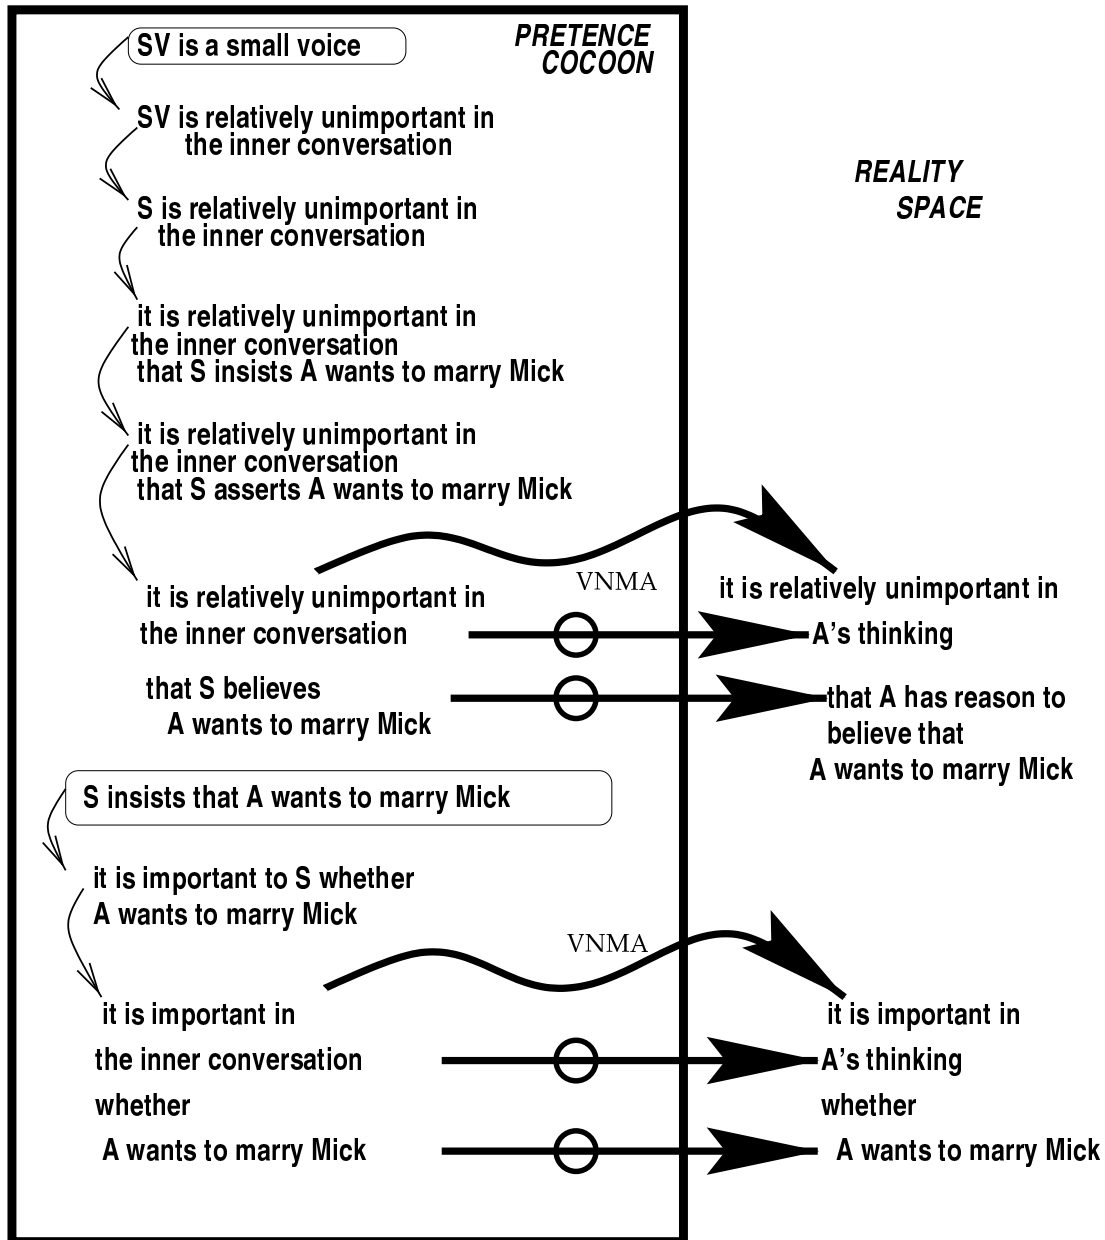 SV is a small voice
PRETENCE
COCOON
SV is relatively unimportant in
the inner conversation
REALITY
SPACE
S is relatively unimportant in
the inner conversation
it is relatively unimportant in
the inner conversation
that S insists A wants to marry Mick
it is relatively unimportant in
the inner conversation
that S asserts A wants to marry Mick
VNMA
it is relatively unimportant in
the inner conversation
that S believes
A wants to marry Mick
it is relatively unimportant in
A's thinking
that A has reason to
believe that
A wants to marry Mick
S insists that A wants to marry Mick
it is important to S whether
A wants to marry Mick
VNMA
it is important in
the inner conversation
whether
A wants to marry Mick
it is important in
A's thinking
whether
A wants to marry Mick